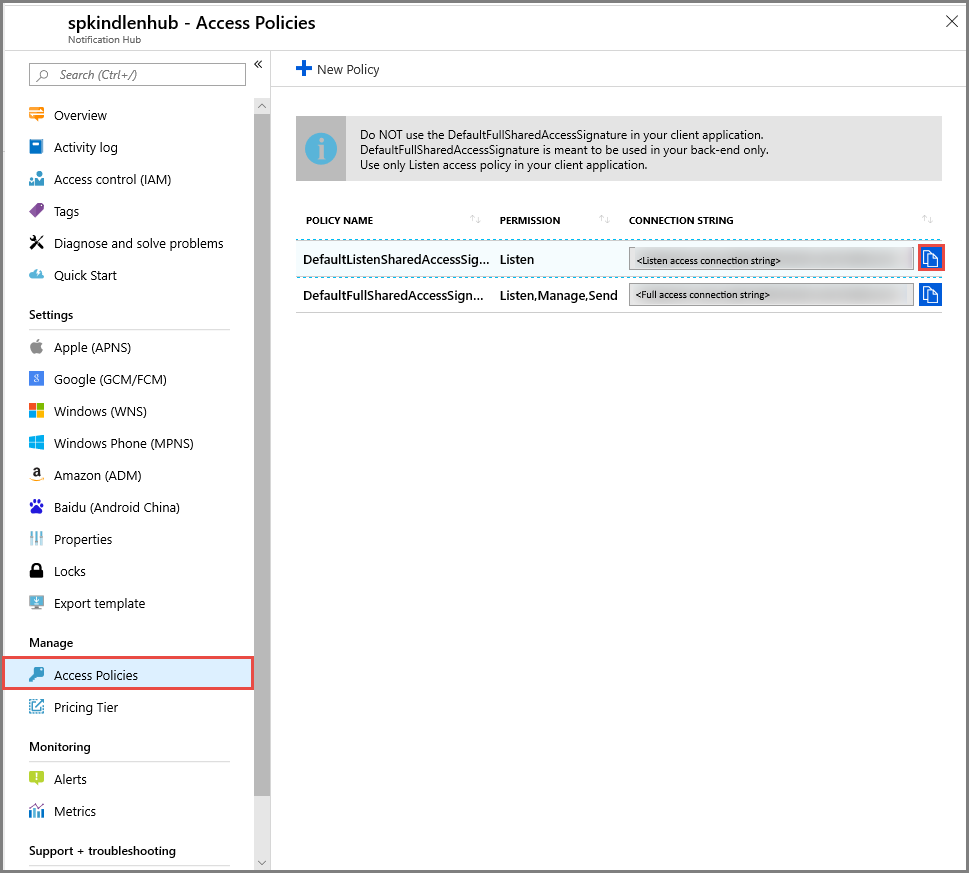 spkindlenhub - Access Policies
Notification Hub
Search (Ctrl+/)
Overview
Activity log
Access control (IAM)
Tags
Diagnose and solve problems
Quick Start
Settings
Apple (APNS)
Google (GCM/FCM)
Windows (WNS)
Windows Phone (MPNS)
Amazon (ADM)
Baidu (Android China)
Properties
Locks
Export template
Manage
Access Policies
Pricing Tier
Monitoring
Alerts
Metrics
Support + troubleshooting
New Policy
Do NOT use the DefaultFullSharedAccessSignature in your client application.
DefaultFullSharedAccessSignature is meant to be used in your back-end only.
Use only Listen access policy in your client application.
POLICY NAME PERMISSION CONNECTION STRING
DefaultListenSharedAccessSig... Listen <Listen access connection string>
DefaultFullSharedAccessSign... Listen,Manage,Send <Full access connection string>